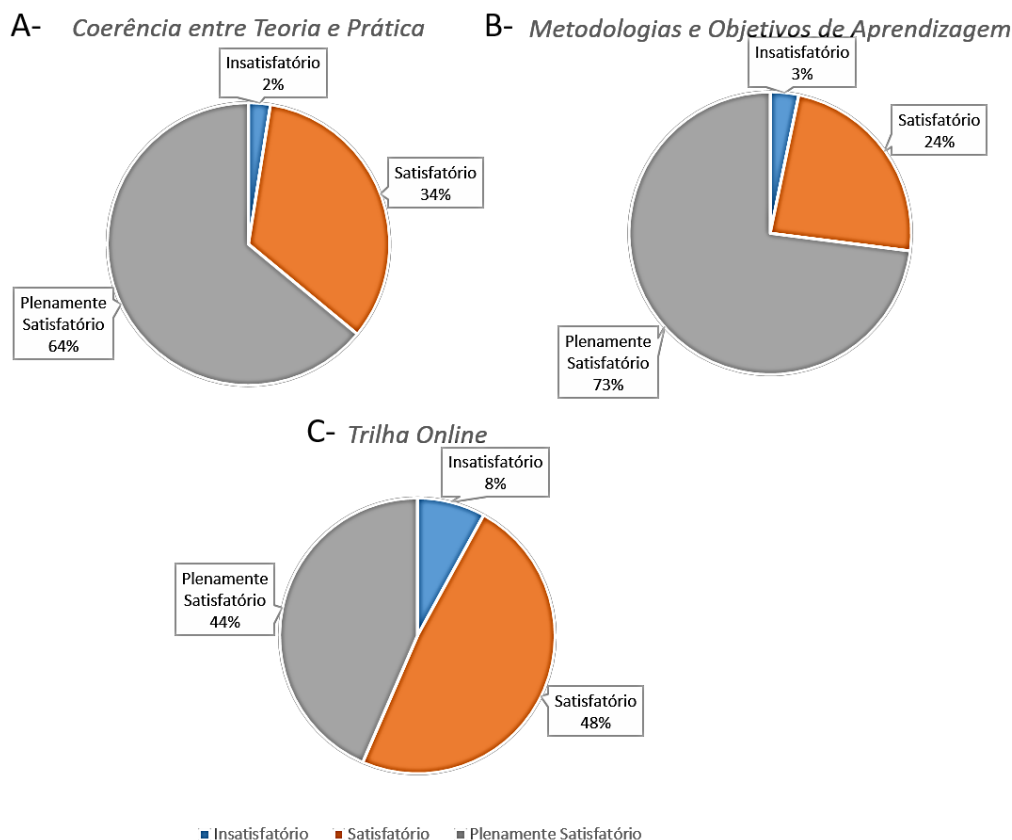 A- Coerência entre Teoria e Prática
Insatisfatório
2%
Satisfatório
34%
Plenamente
Satisfatório
64%
B- Metodologias e Objetivos de Aprendizagem
Insatisfatório
3%
Satisfatório
24%
Plenamente
Satisfatório
73%
C- Trilha Online
Insatisfatório
8%
Plenamente
Satisfatório
44%
Satisfatório
48%
Insatisfatório Satisfatório Plenamente Satisfatório